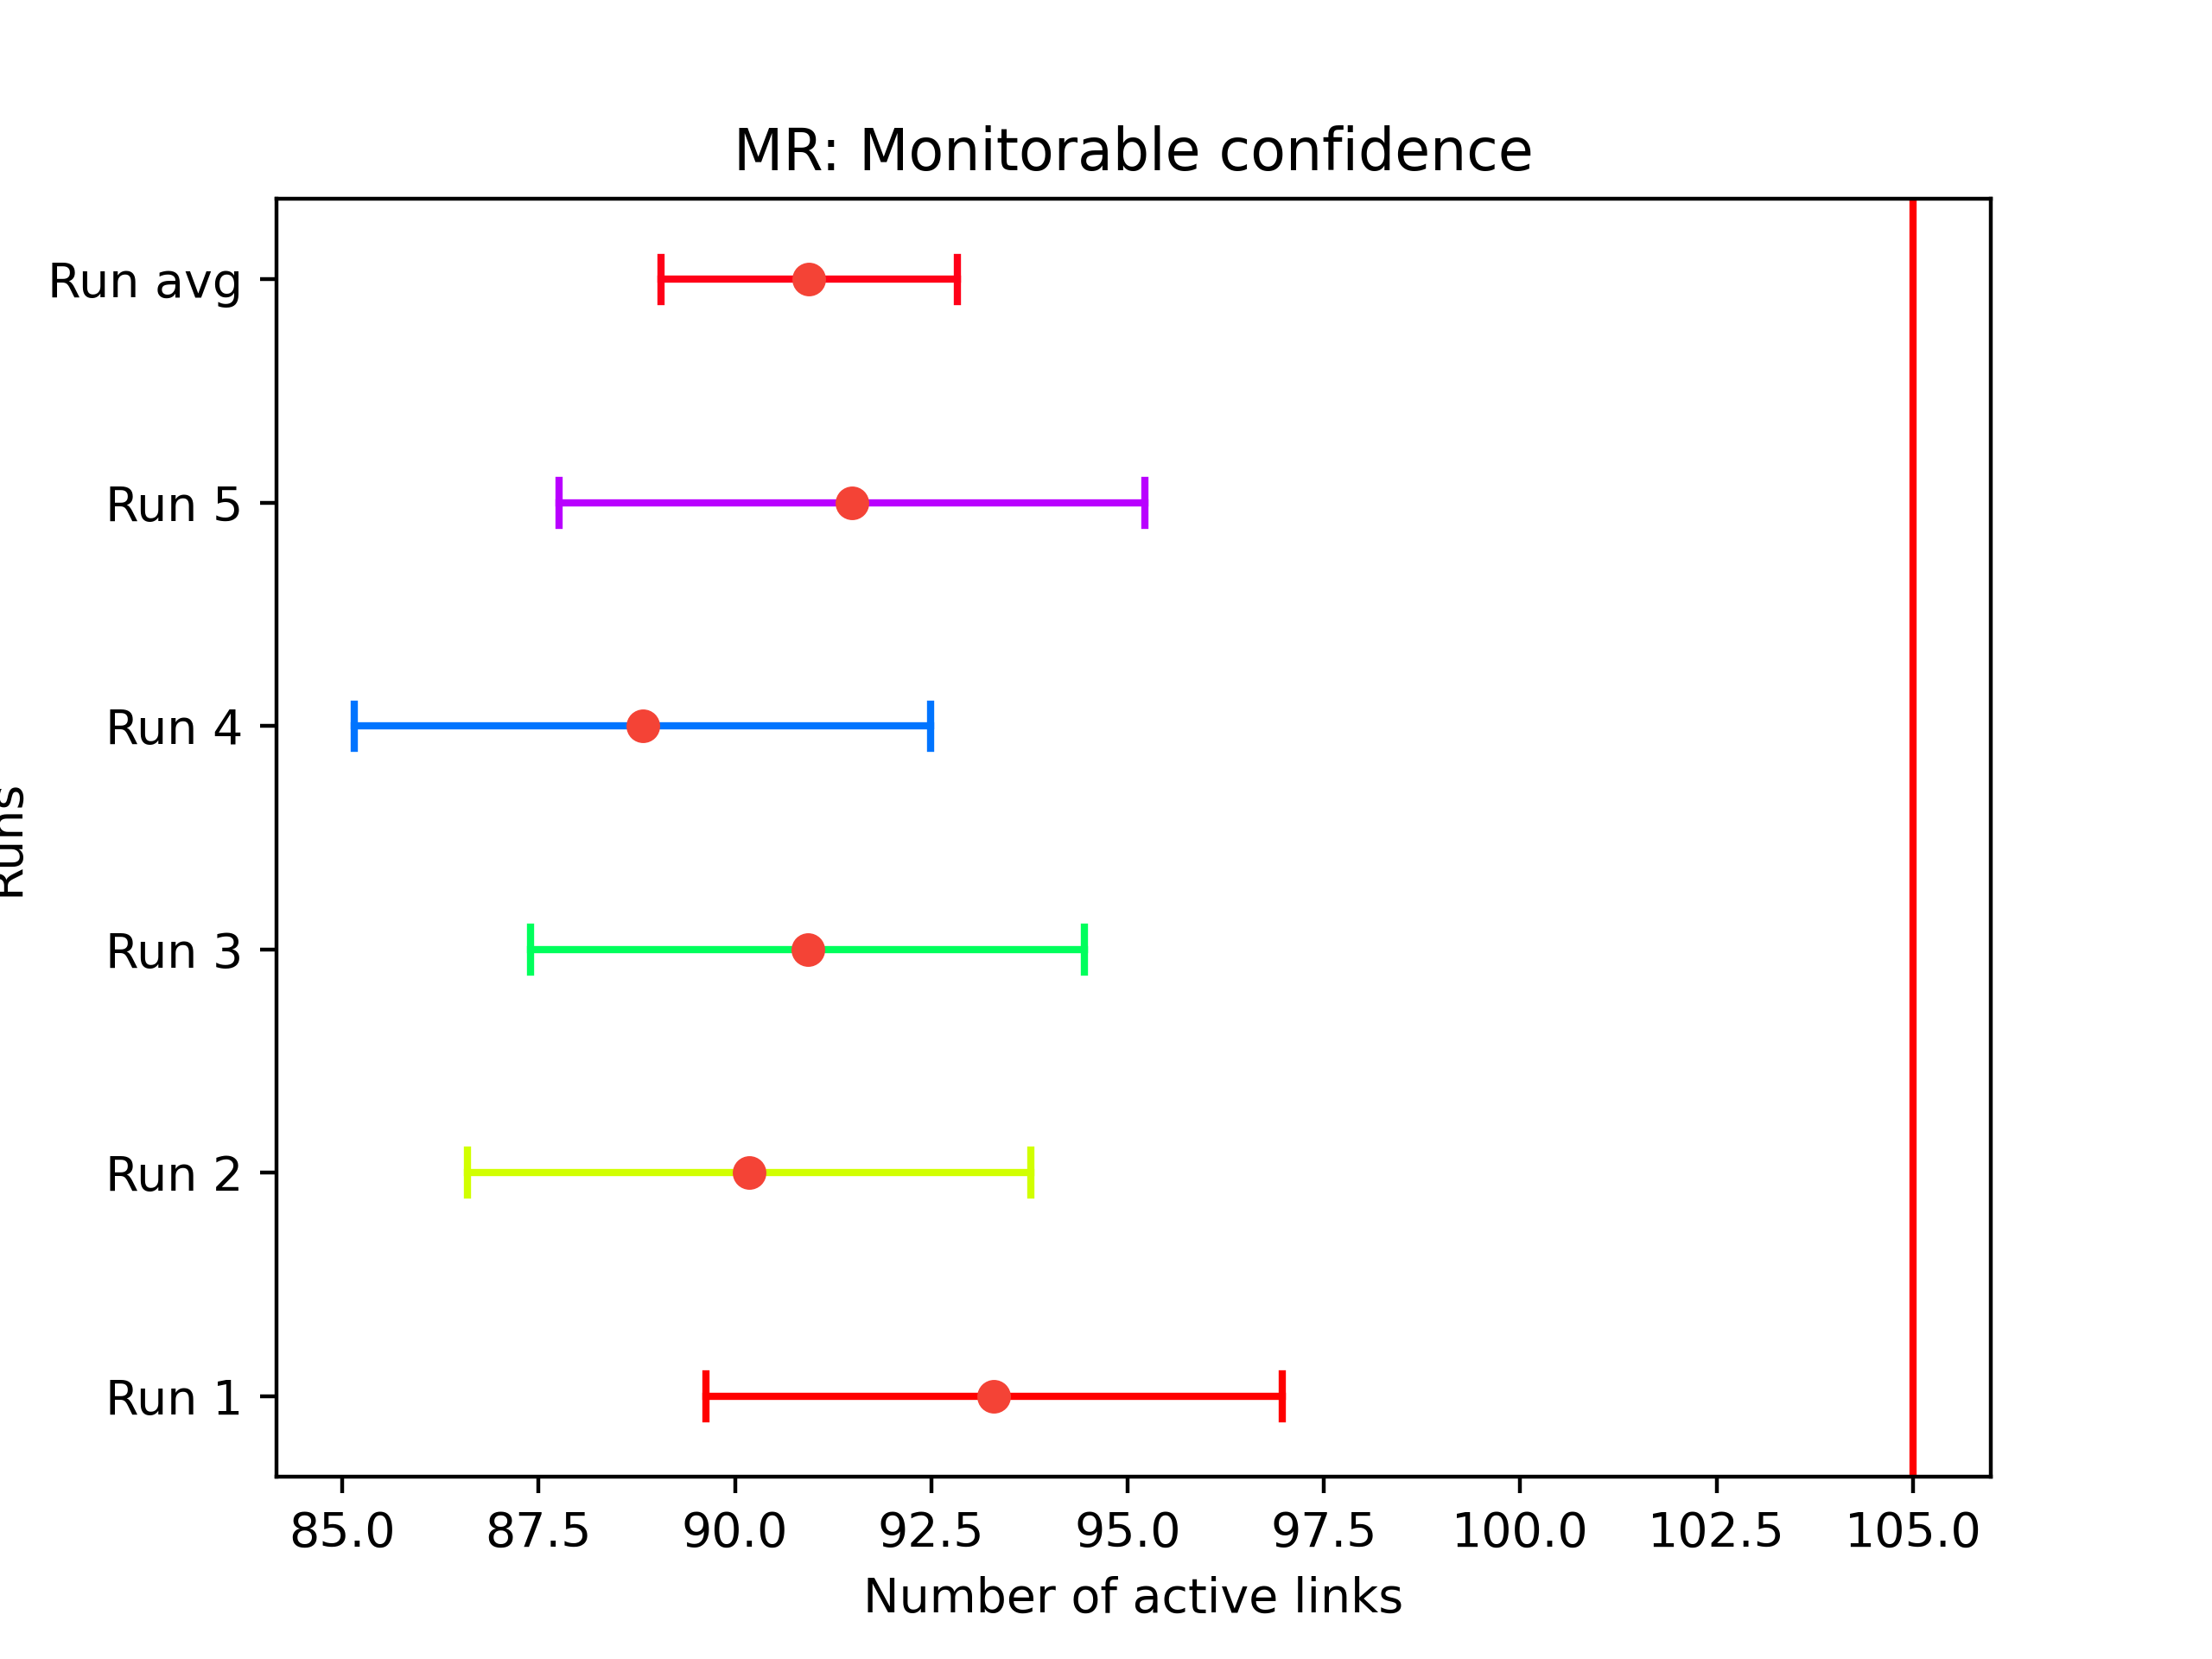 MR: Monitorable confidence
Run avg
Run 5
Run 4
Runs
Run 3
Run 2
Run 1
85.0 87.5 90.0 92.5 95.0 97.5 100.0 102.5 105.0
Number of active links